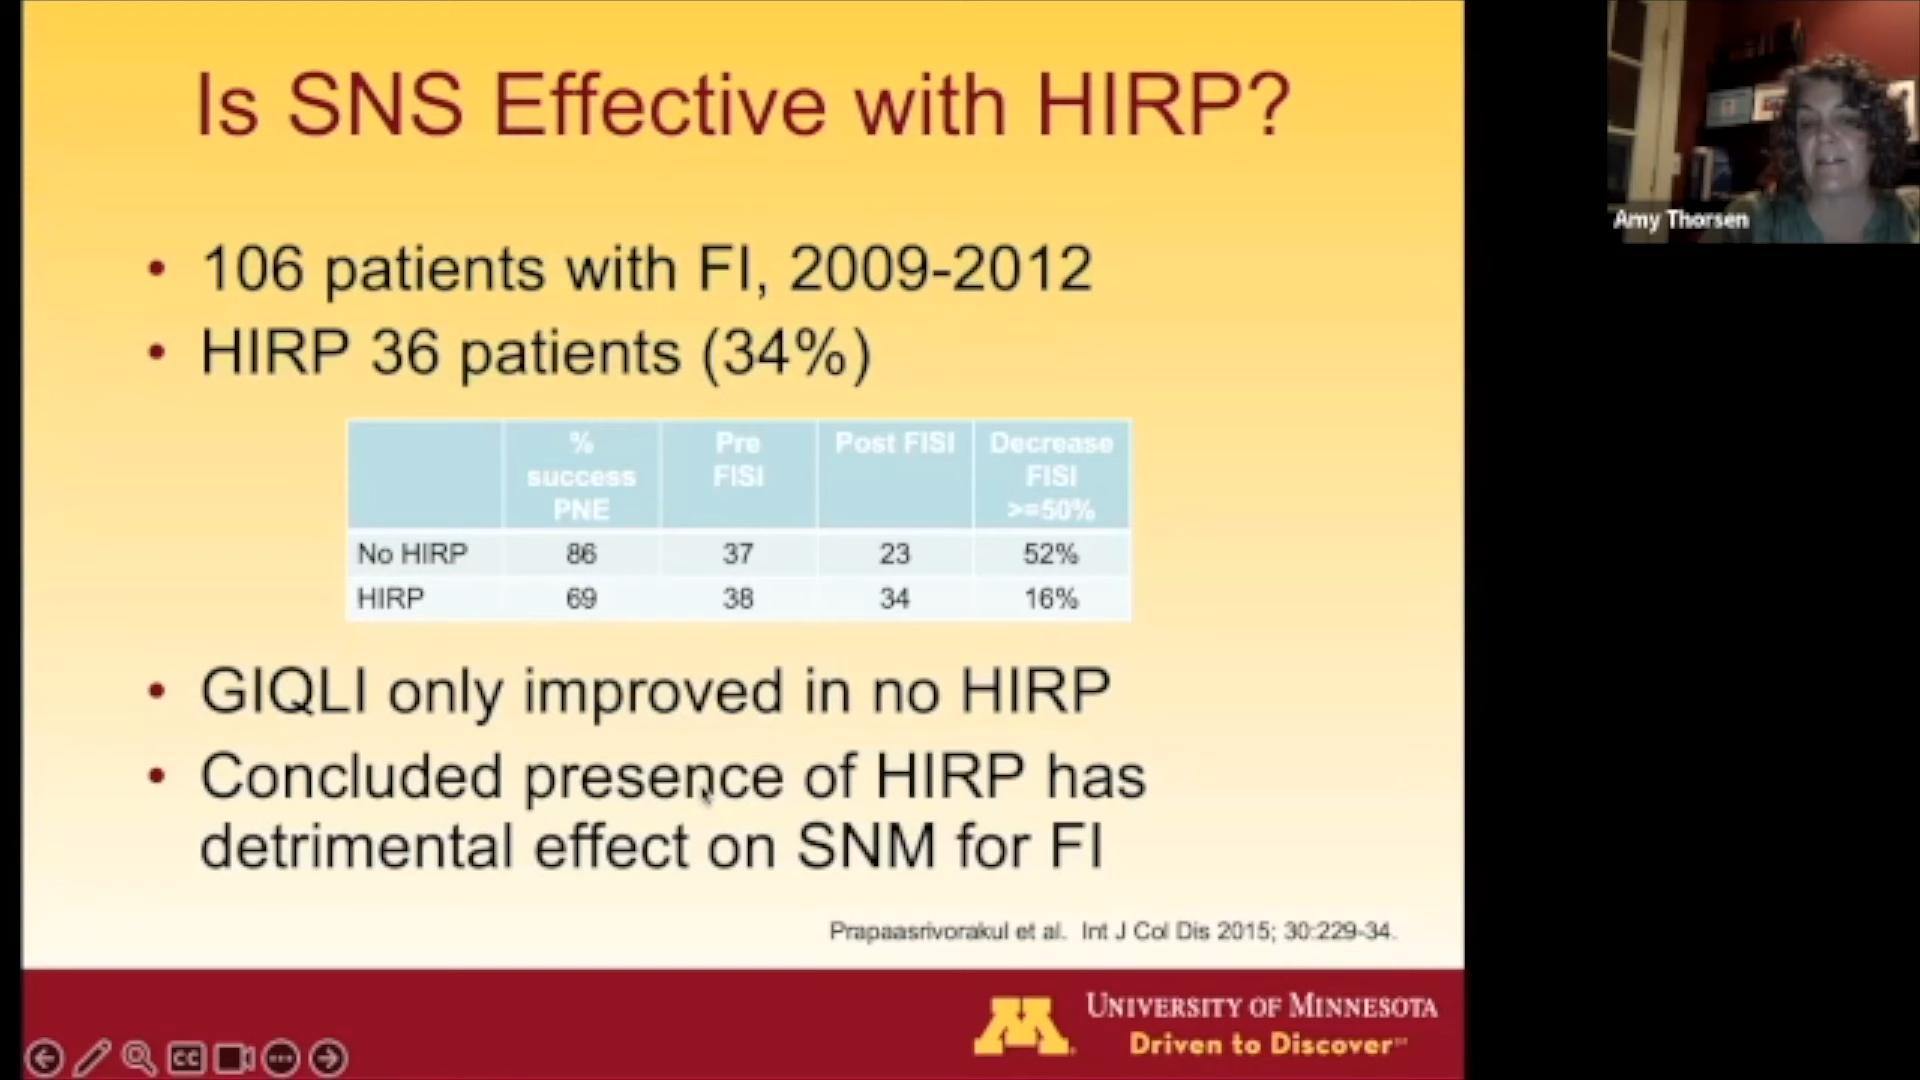 Is SNS Effective with HIRP?
Amy Thorsen
• 106 patients with FI, 2009-2012
• HIRP 36 patients (34%)
% success PNE
Pre FISI
Post FISI
Decrease FISI >=50%
No HIRP 86 37 23 52%
HIRP 69 38 34 16%
• GIQLI only improved in no HIRP
• Concluded presence of HIRP has
detrimental effect on SNM for FI
Prapaasrivorakul et al. Int J Col Dis 2015; 30:229-34.
M
UNIVERSITY OF MINNESOTA
Driven to Discover℠
CC